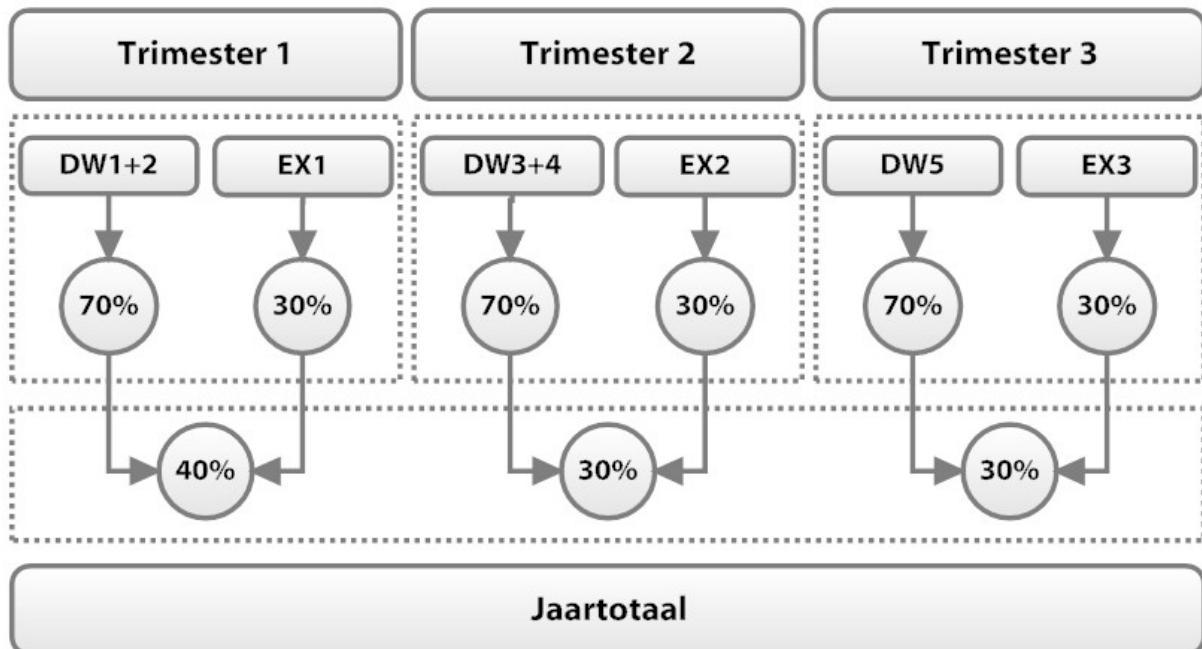 Trimester 1
Trimester 2
Trimester 3
DW1+2
EX1
DW3+4
EX2
DW5
EX3
70%
30%
70%
30%
70%
30%
40%
30%
30%
Jaartotaal